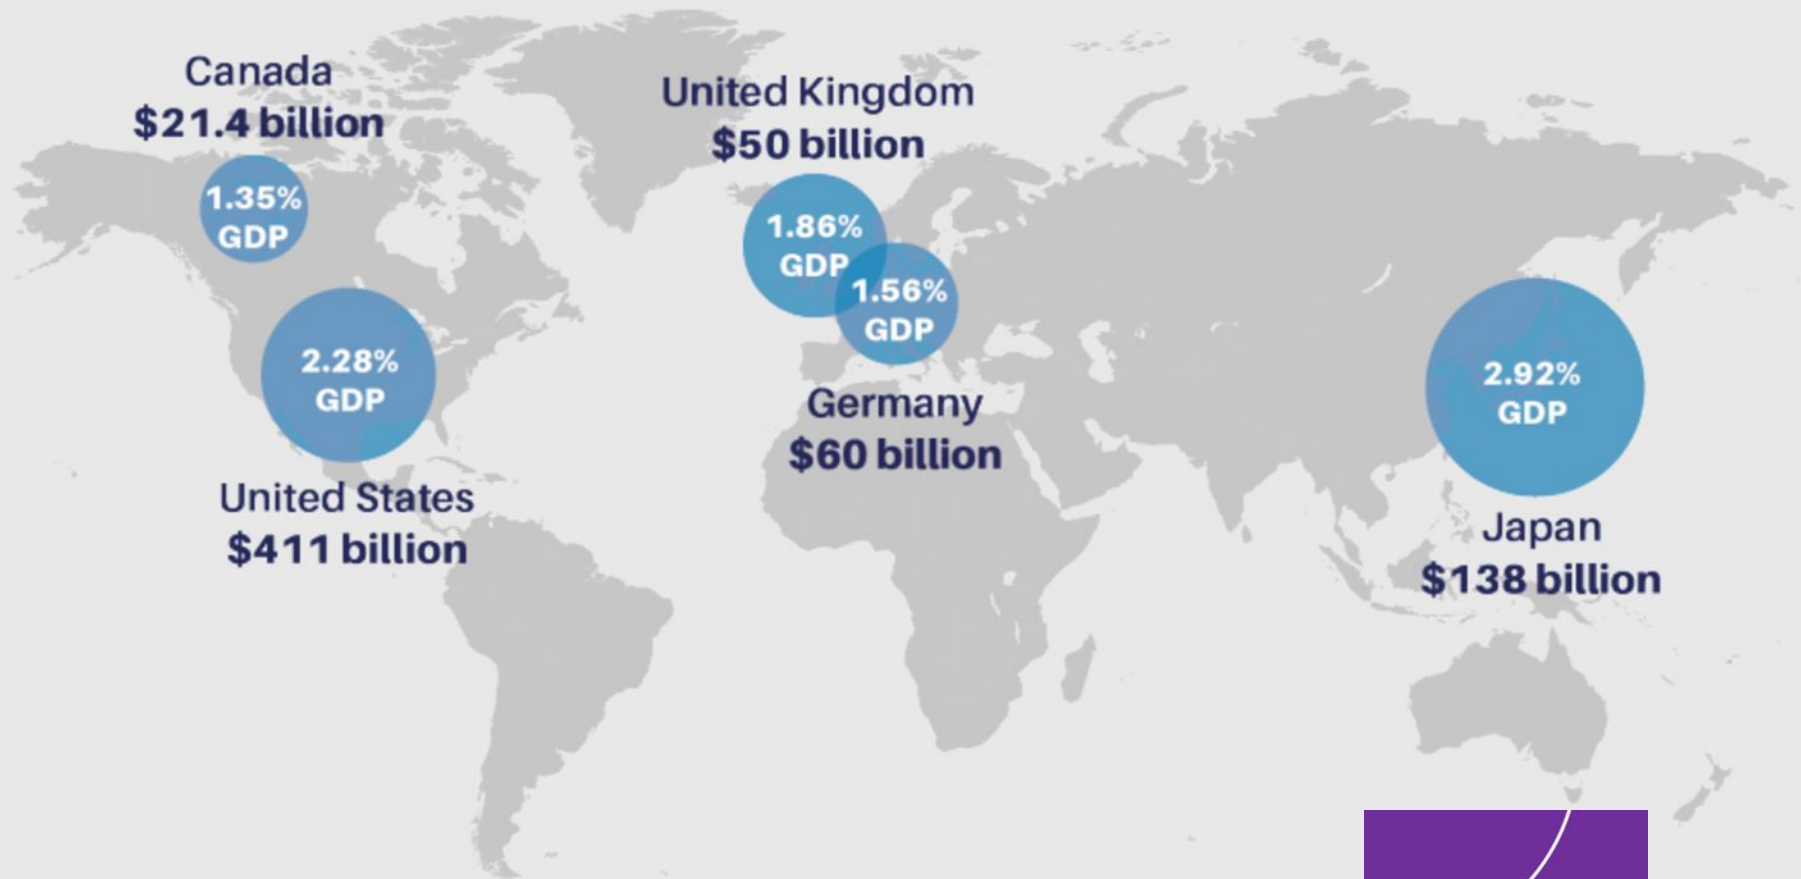 Canada
$21.4 billion
1.35%
GDP
United States
$411 billion
2.28%
GDP
United Kingdom
$50 billion
1.86%
GDP
1.56%
GDP
Germany
$60 billion
2.92%
GDP
Japan
$138 billion